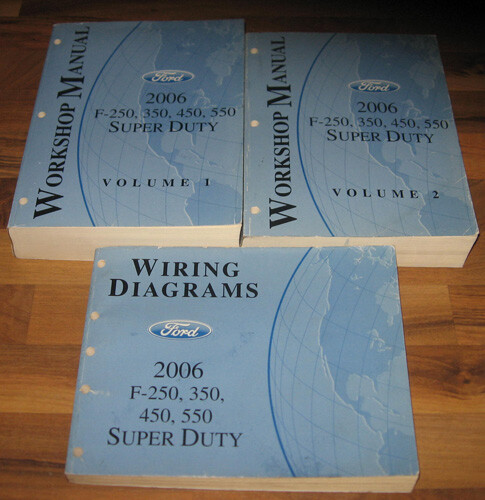 WORKSHOP MANUAL
Ford
2006
F-250, 350, 450, 550
SUPER DUTY
VOLUME 1
WORKSHOP MANUAL
Ford
2006
F-250, 350, 450, 550
SUPER DUTY
VOLUME 2
WIRING
DIAGRAMS
Ford
2006
F-250, 350,
450, 550
SUPER DUTY